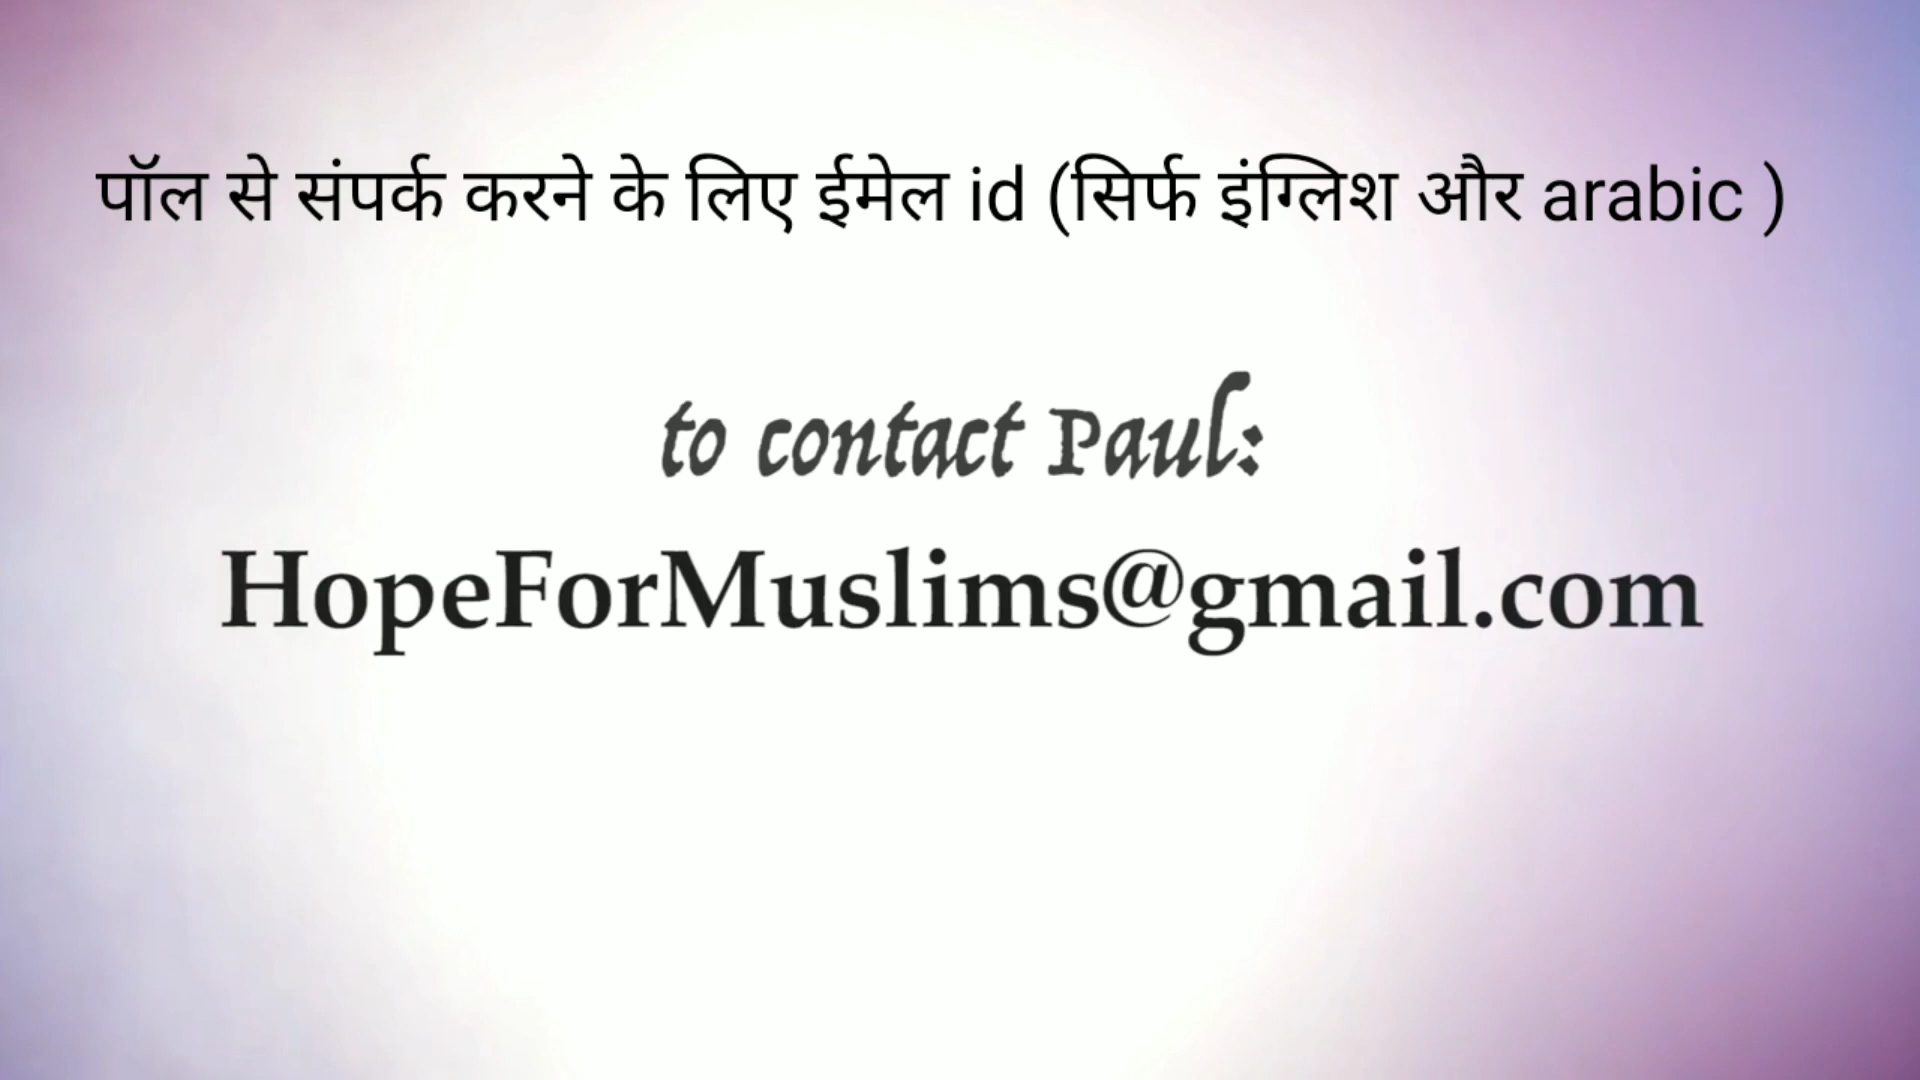 पॉल से संपर्क करने के लिए ईमेल id (सिर्फ इंग्लिश और arabic )
to contact Paul:
HopeForMuslims@gmail.com